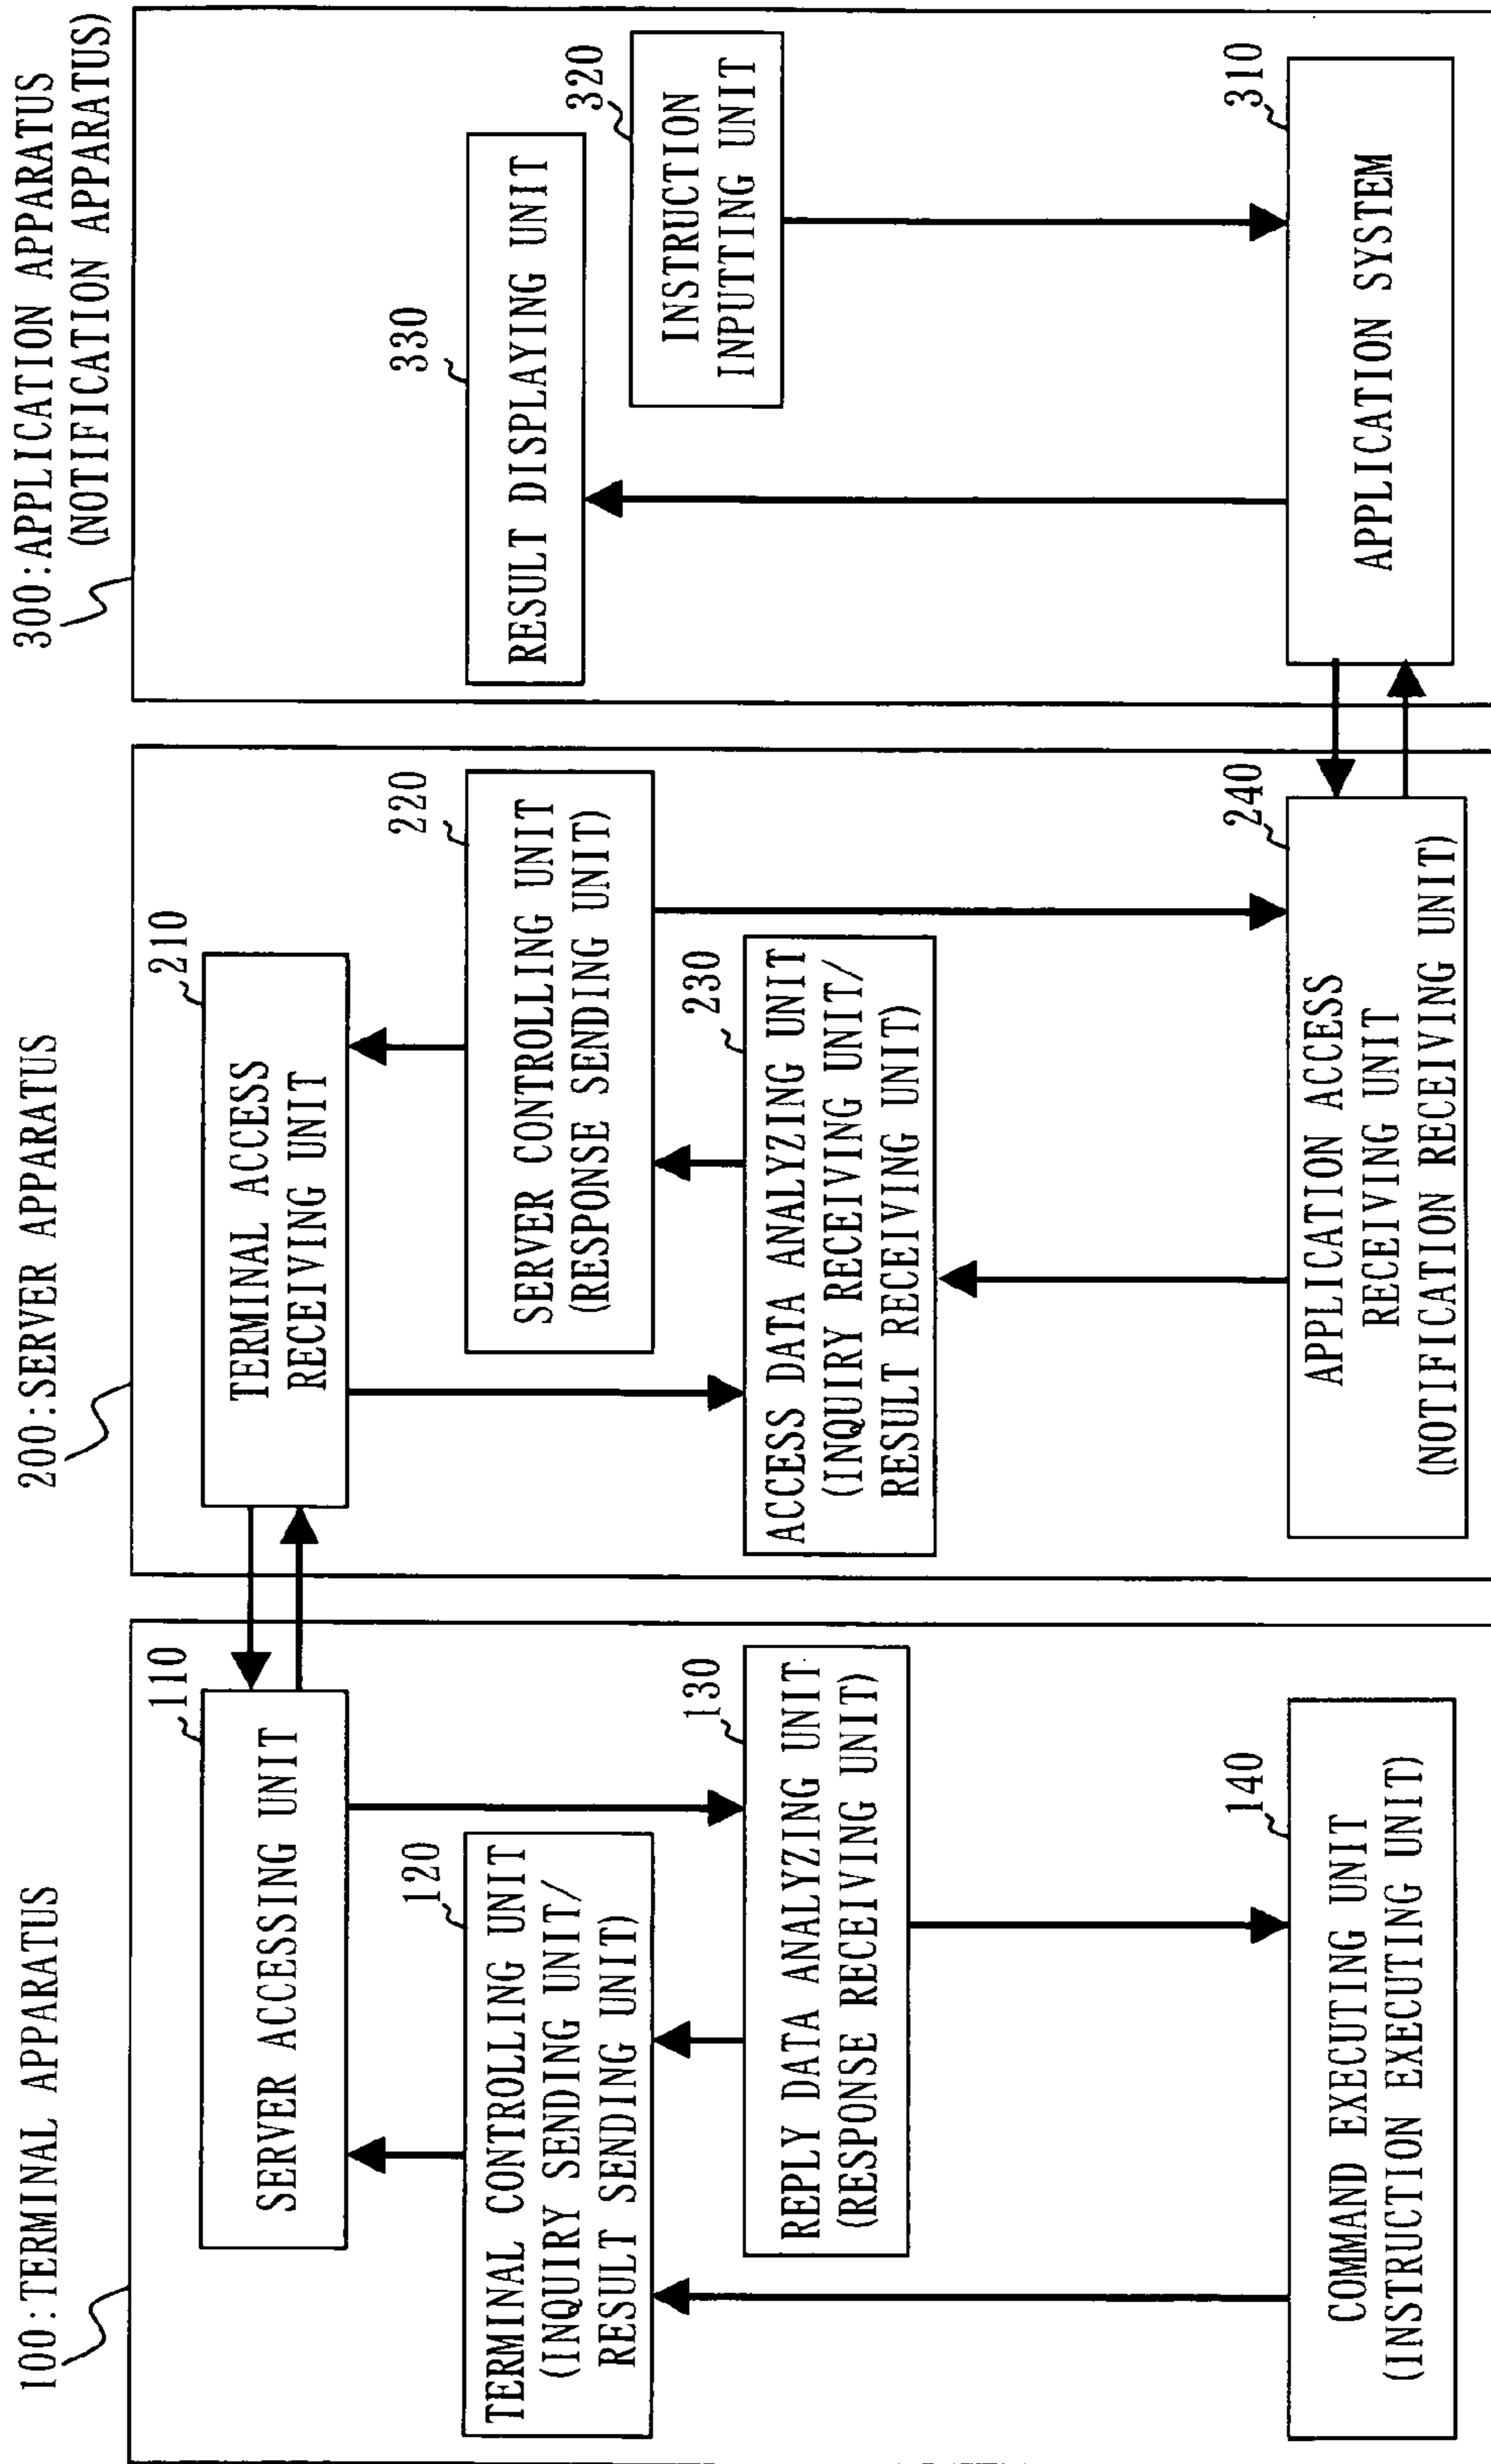 100:TERMINAL APPARATUS
110
SERVER ACCESSING UNIT
120
TERMINAL CONTROLLING UNIT
(INQUIRY SENDING UNIT/
RESULT SENDING UNIT)
130
REPLY DATA ANALYZING UNIT
(RESPONSE RECEIVING UNIT)
140
COMMAND EXECUTING UNIT
(INSTRUCTION EXECUTING UNIT)
200:SERVER APPARATUS
210
TERMINAL ACCESS
RECEIVING UNIT
220
SERVER CONTROLLING UNIT
(RESPONSE SENDING UNIT)
230
ACCESS DATA ANALYZING UNIT
(INQUIRY RECEIVING UNIT/
RESULT RECEIVING UNIT)
240
APPLICATION ACCESS
RECEIVING UNIT
(NOTIFICATION RECEIVING UNIT)
300:APPLICATION APPARATUS
(NOTIFICATION APPARATUS)
330
RESULT DISPLAYING UNIT
320
INSTRUCTION
INPUTTING UNIT
310
APPLICATION SYSTEM